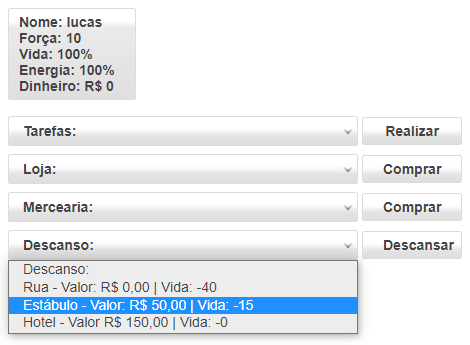 Nome: lucas
Força: 10
Vida: 100%
Energia: 100%
Dinheiro: R$ 0
Tarefas:
Realizar
Loja:
Comprar
Mercearia:
Comprar
Descanso:
Descansar
Descanso:
Rua - Valor: R$ 0,00 | Vida: -40
Estábulo - Valor: R$ 50,00 | Vida: -15
Hotel - Valor R$ 150,00 | Vida: -0